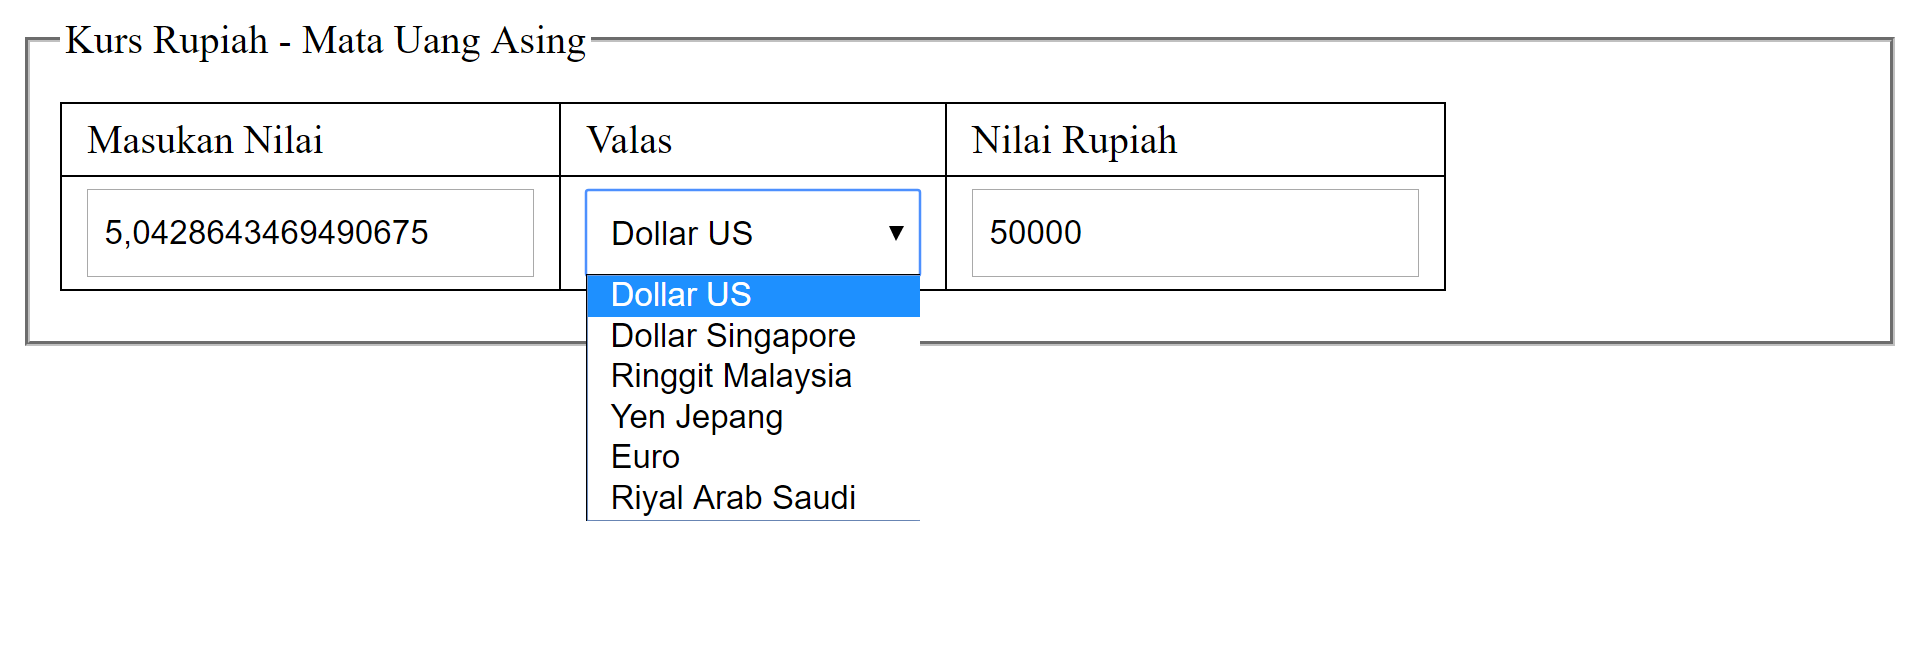 Kurs Rupiah - Mata Uang Asing
Masukan Nilai
Valas
Nilai Rupiah
5,0428643469490675
Dollar US
50000
Dollar US
Dollar Singapore
Ringgit Malaysia
Yen Jepang
Euro
Riyal Arab Saudi